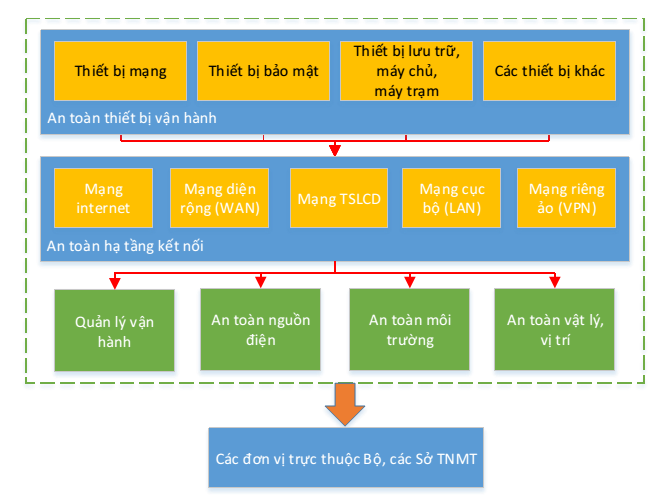 Thiết bị mạng
Thiết bị bảo mật
Thiết bị lưu trữ,
máy chủ,
máy trạm
Các thiết bị khác
An toàn thiết bị vận hành
Mạng
internet
Mạng diện
rộng (WAN)
Mạng TSLCD
Mạng cục
bộ (LAN)
Mạng riêng
ảo (VPN)
An toàn hạ tầng kết nối
Quản lý vận
hành
An toàn nguồn
điện
An toàn môi
trường
An toàn vật lý,
vị trí
Các đơn vị trực thuộc Bộ, các Sở TNMT